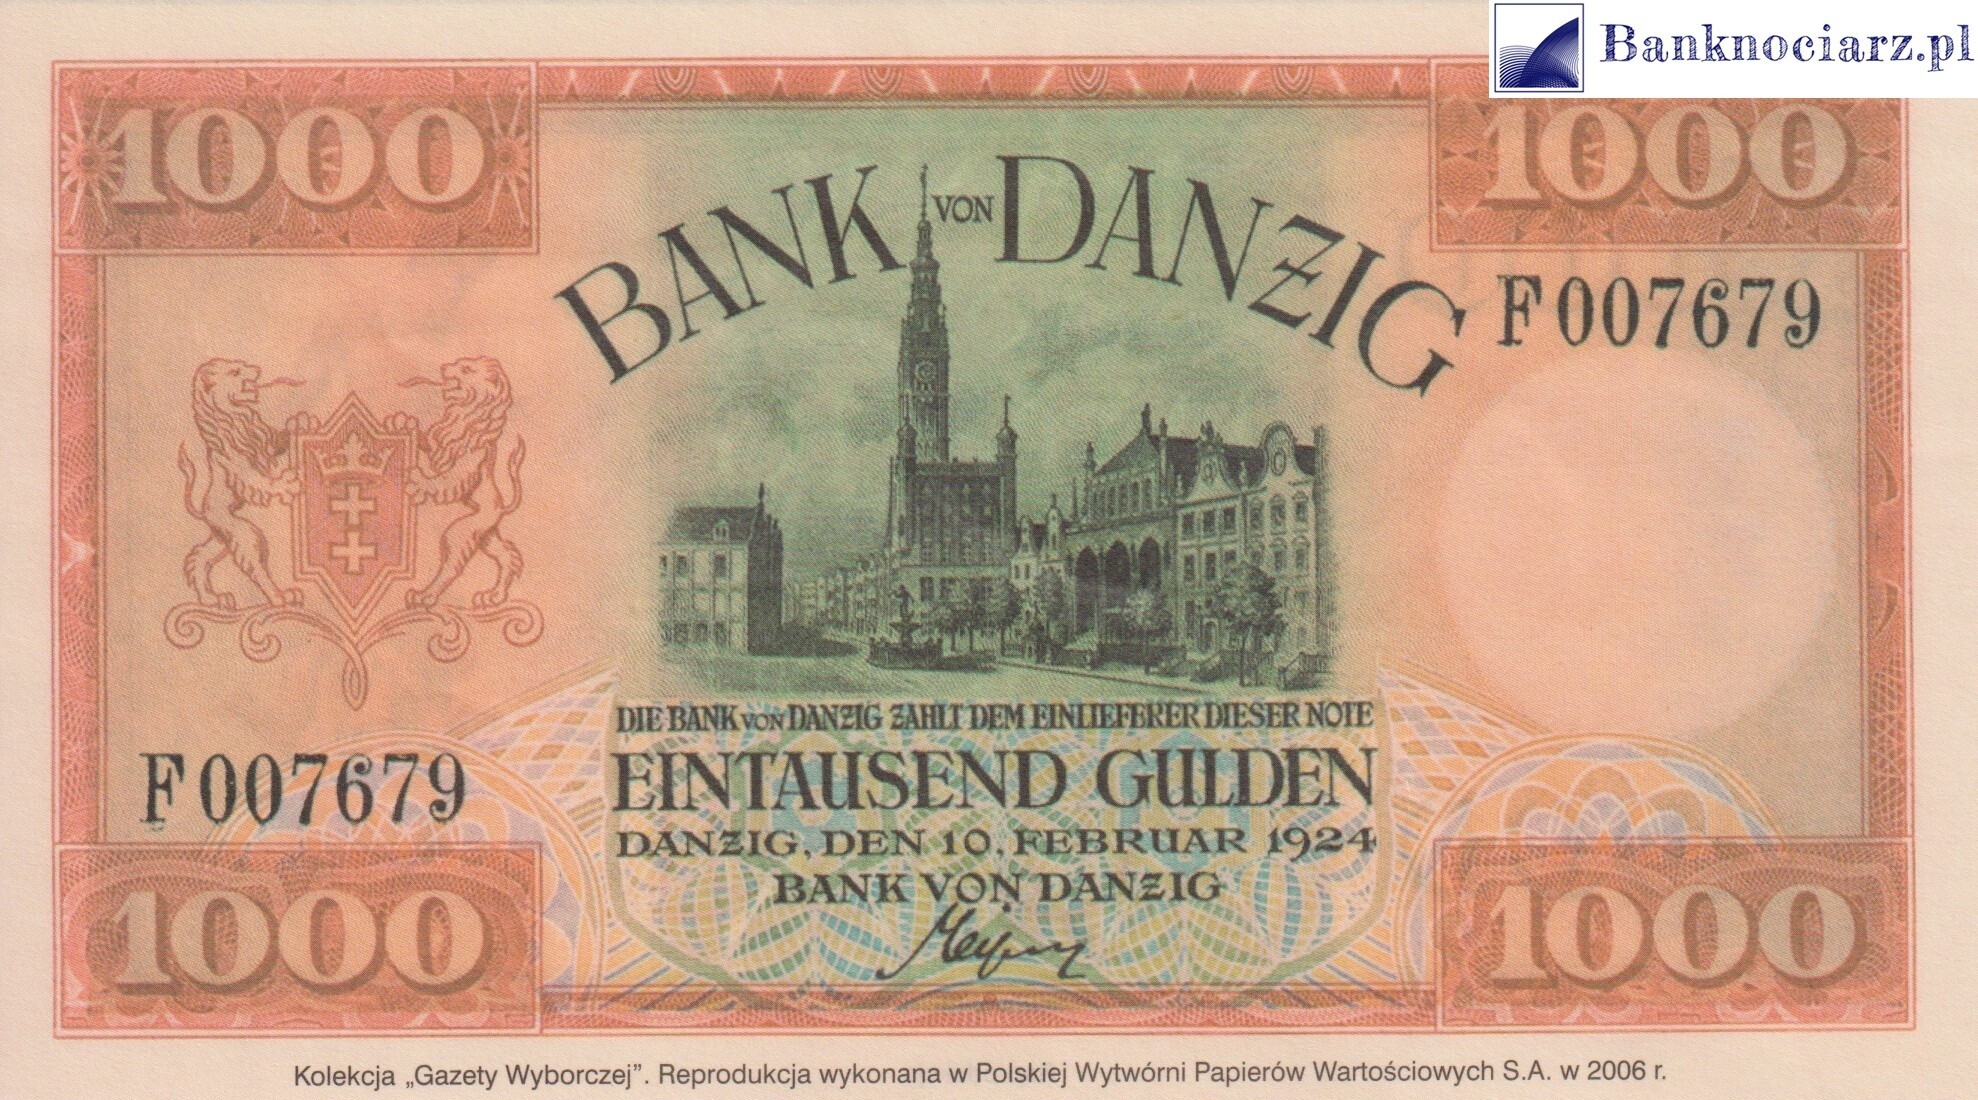 Banknociarz.pl
1000 1000
BANK VON DANZIG
F007679
DIE BANK VON DANZIG ZAHLT DEM EINLIEFERER DIESER NOTE
F007679
EINTAUSEND GULDEN
DANZIG, DEN 10. FEBRUAR 1924
BANK VON DANZIG
1000 1000
Kolekcja „Gazety Wyborczej”. Reprodukcja wykonana w Polskiej Wytwórni Papierów Wartościowych S.A. w 2006 r.